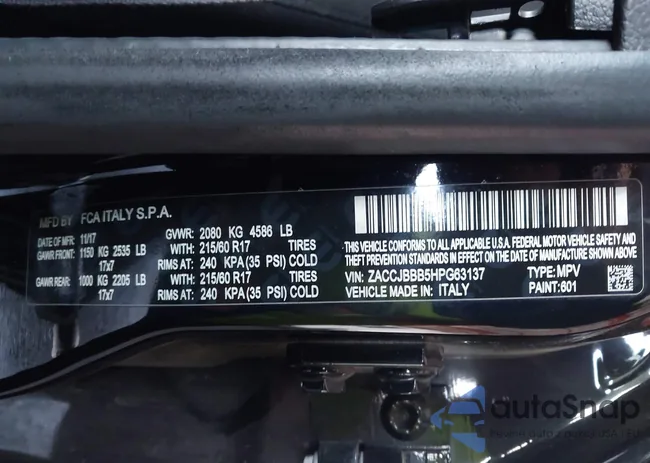 MFD BY FCA ITALY S.P.A.
DATE OF MFR: 11/17 GVWR: 2080 KG 4586 LB
GAWR FRONT: 1150 KG 2535 LB WITH: 215/60 R17 TIRES
17x7 RIMS AT: 240 KPA (35 PSI) COLD
GAWR REAR: 1000 KG 2205 LB WITH: 215/60 R17 TIRES
17x7 RIMS AT: 240 KPA (35 PSI) COLD
THIS VEHICLE CONFORMS TO ALL APPLICABLE U.S.A. FEDERAL MOTOR VEHICLE SAFETY AND
THEFT PREVENTION STANDARDS IN EFFECT ON THE DATE OF MANUFACTURE SHOWN ABOVE.
VIN: ZACCJBBB5HPG63137 TYPE: MPV
VEHICLE MADE IN: ITALY PAINT: 601
autaSnap